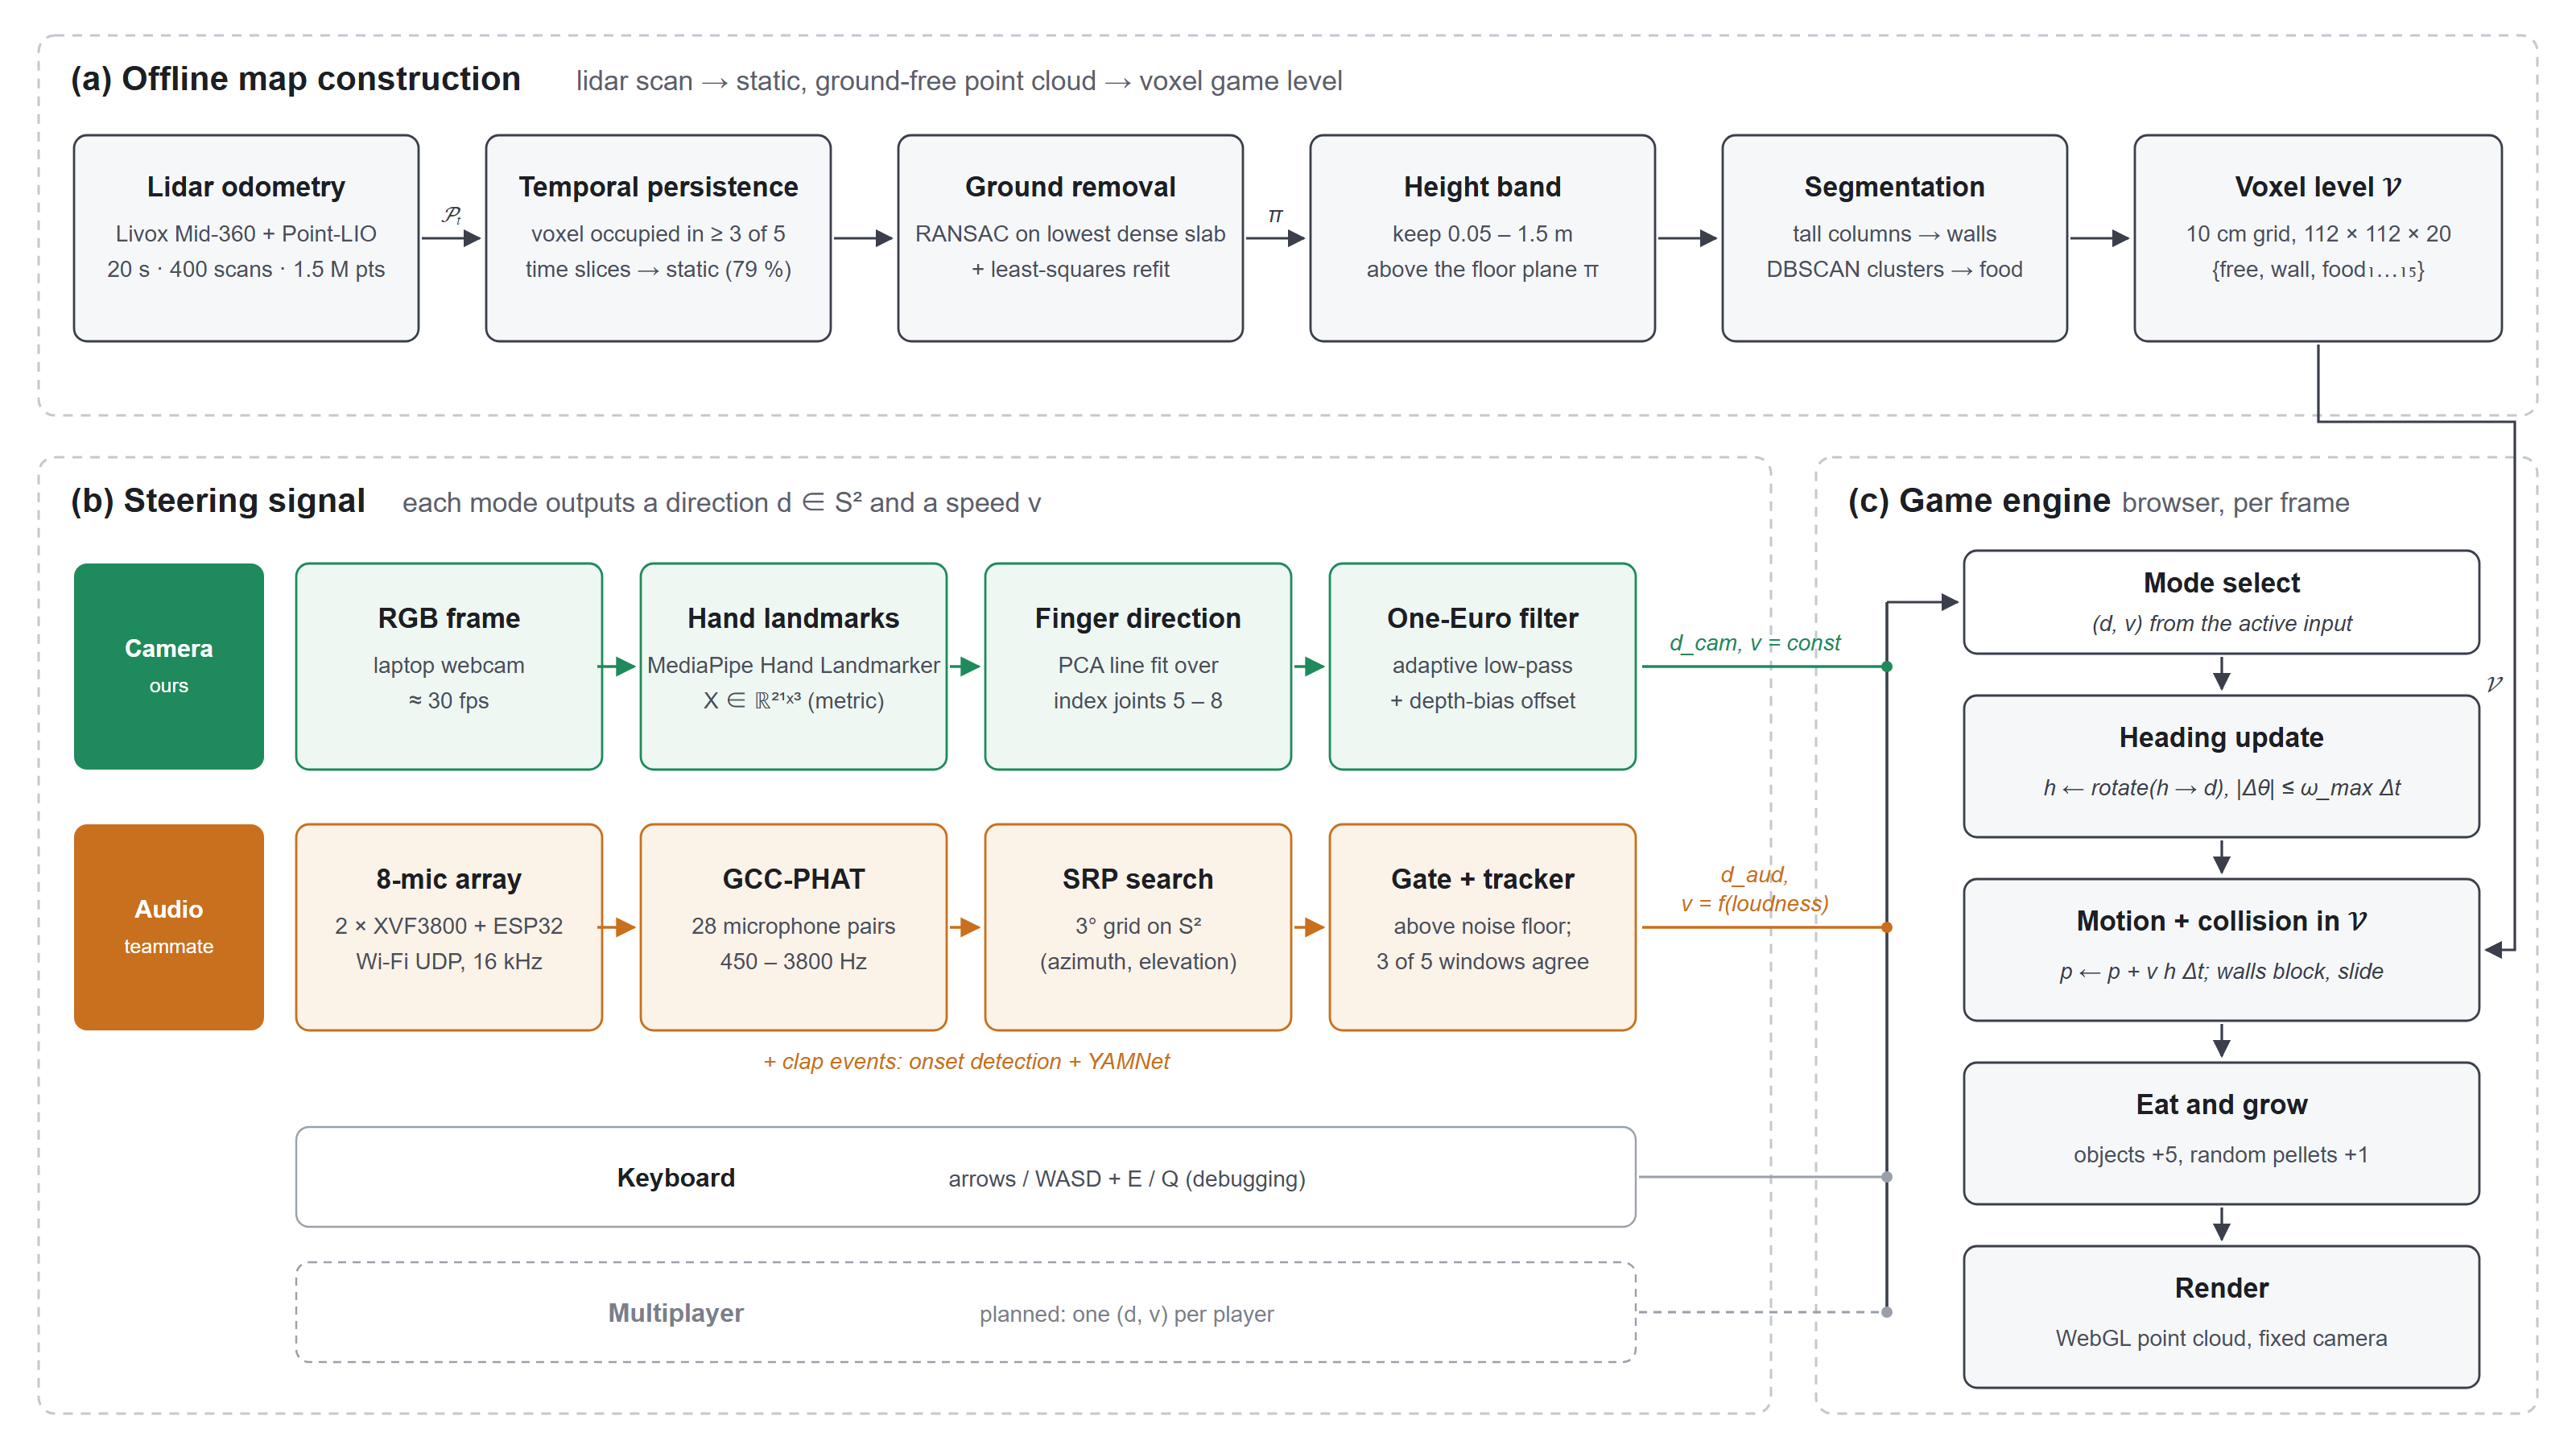 (a) Offline map construction lidar scan → static, ground-free point cloud → voxel game level
Lidar odometry
Livox Mid-360 + Point-LIO
20 s · 400 scans · 1.5 M pts
𝒫ₜ
Temporal persistence
voxel occupied in ≥ 3 of 5
time slices → static (79 %)
Ground removal
RANSAC on lowest dense slab
+ least-squares refit
π
Height band
keep 0.05 – 1.5 m
above the floor plane π
Segmentation
tall columns → walls
DBSCAN clusters → food
Voxel level 𝒱
10 cm grid, 112 × 112 × 20
{free, wall, food₁…₁₅}
(b) Steering signal each mode outputs a direction d ∈ S² and a speed v
Camera
ours
RGB frame
laptop webcam
≈ 30 fps
Hand landmarks
MediaPipe Hand Landmarker
X ∈ ℝ²¹ˣ³ (metric)
Finger direction
PCA line fit over
index joints 5 – 8
One-Euro filter
adaptive low-pass
+ depth-bias offset
d_cam, v = const
Audio
teammate
8-mic array
2 × XVF3800 + ESP32
Wi-Fi UDP, 16 kHz
GCC-PHAT
28 microphone pairs
450 – 3800 Hz
SRP search
3° grid on S²
(azimuth, elevation)
Gate + tracker
above noise floor;
3 of 5 windows agree
d_aud,
v = f(loudness)
+ clap events: onset detection + YAMNet
Keyboard arrows / WASD + E / Q (debugging)
Multiplayer planned: one (d, v) per player
(c) Game engine browser, per frame
Mode select
(d, v) from the active input
𝒱
Heading update
h ← rotate(h → d), |Δθ| ≤ ω_max Δt
Motion + collision in 𝒱
p ← p + v h Δt; walls block, slide
Eat and grow
objects +5, random pellets +1
Render
WebGL point cloud, fixed camera